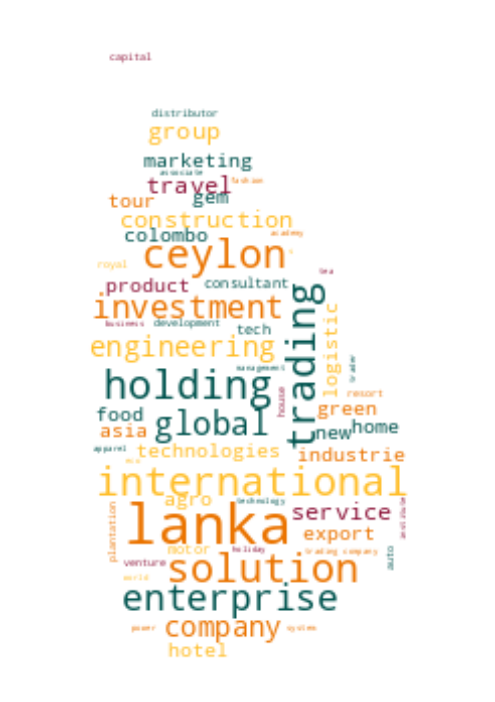 capital
distributor
group
marketing
associate
travel fashion
tour gem
construction
colombo academy
ceylon
royal tea
product consultant
investment
business development tech
engineering
trading
logistic
management trader
holding
house resort
food global green
asia new home
apparel technologies industrie
international
agro technology
plantation
lanka service institute
export
motor holiday trading company auto
venture solution
world
enterprise
power company system
hotel